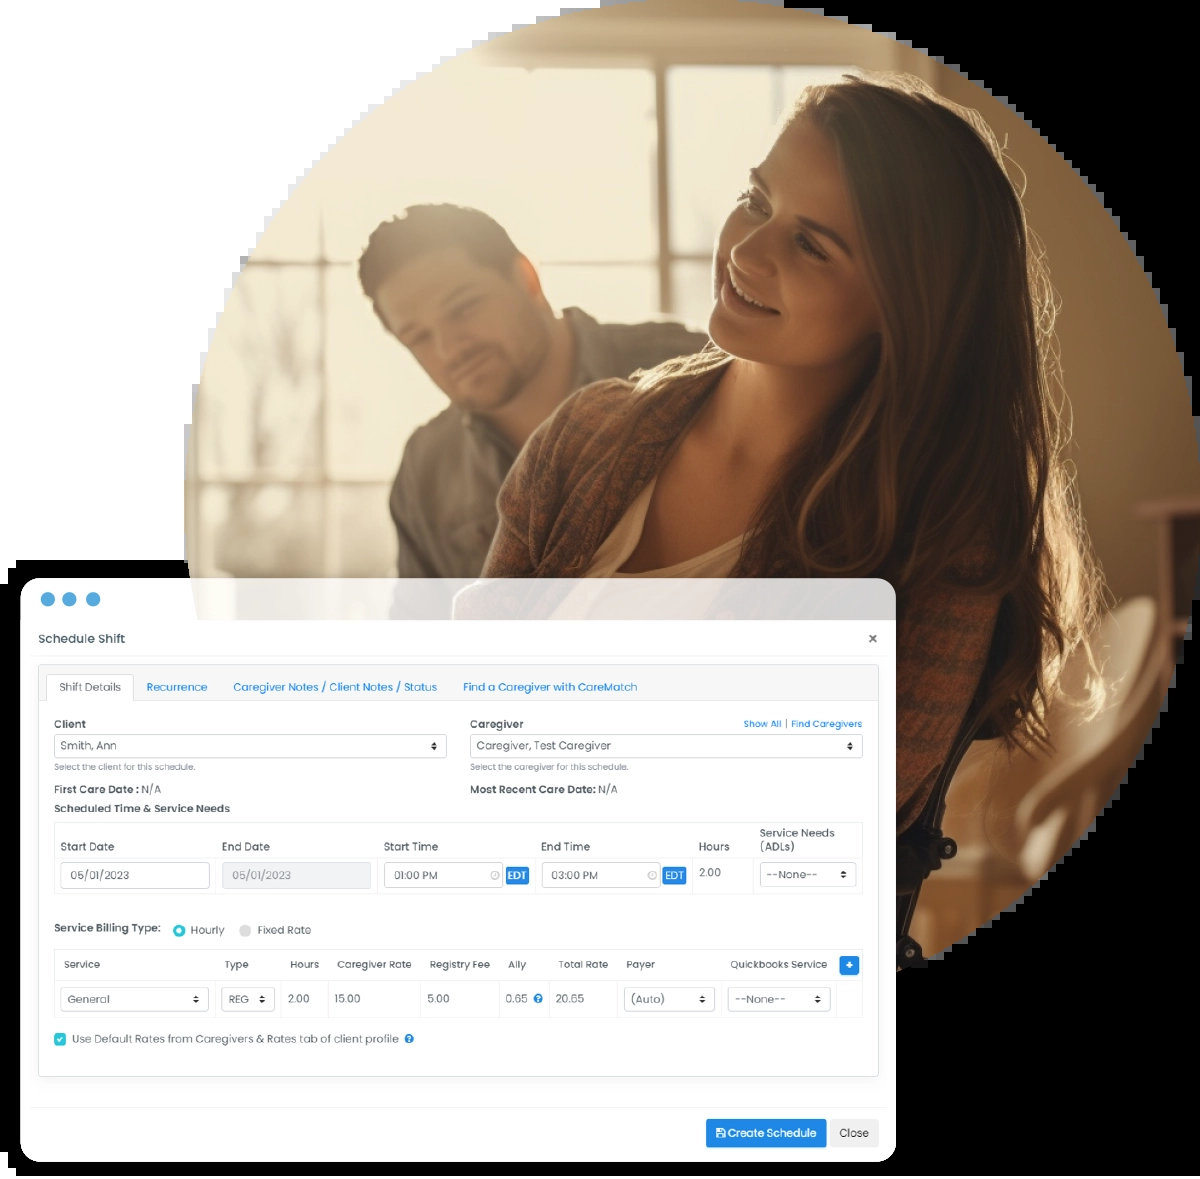 Schedule Shift ×
Shift Details Recurrence Caregiver Notes / Client Notes / Status Find a Caregiver with CareMatch
Client Caregiver Show All | Find Caregivers
Smith, Ann Caregiver, Test Caregiver
Select the client for this schedule. Select the caregiver for this schedule.
First Care Date : N/A Most Recent Care Date: N/A
Scheduled Time & Service Needs
Start Date End Date Start Time End Time Hours Service Needs (ADLs)
05/01/2023 05/01/2023 01:00 PM EDT 03:00 PM EDT 2.00 --None--
Service Billing Type: Hourly Fixed Rate
Service Type Hours Caregiver Rate Registry Fee Ally Total Rate Payer Quickbooks Service +
General REG 2.00 15.00 5.00 0.65 ? 20.65 (Auto) --None--
Use Default Rates from Caregivers & Rates tab of client profile ?
Create Schedule Close